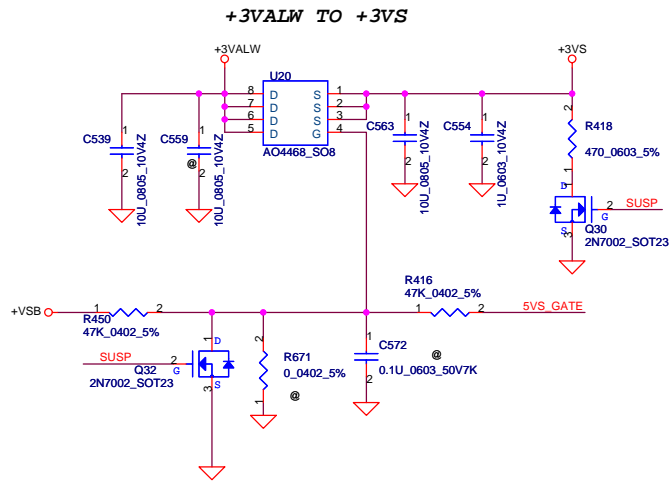 +3VALW TO +3VS
+3VALW
+3VS
U20
8 D S 1
7 D S 2
6 D S 3
5 D G 4
AO4468_SO8
C539
1
2
10U_0805_10V4Z
C559
1
2
@
10U_0805_10V4Z
C563
1
2
10U_0805_10V4Z
C554
1
2
1U_0603_10V4Z
2
R418
470_0603_5%
1
D
1
SUSP
2
G
S
3
Q30
2N7002_SOT23
+VSB
1
2
R450
47K_0402_5%
R416
47K_0402_5%
1
2
5VS_GATE
SUSP
2
G
1
D
S
3
Q32
2N7002_SOT23
2
R671
0_0402_5%
1
@
1
C572
0.1U_0603_50V7K
2
@